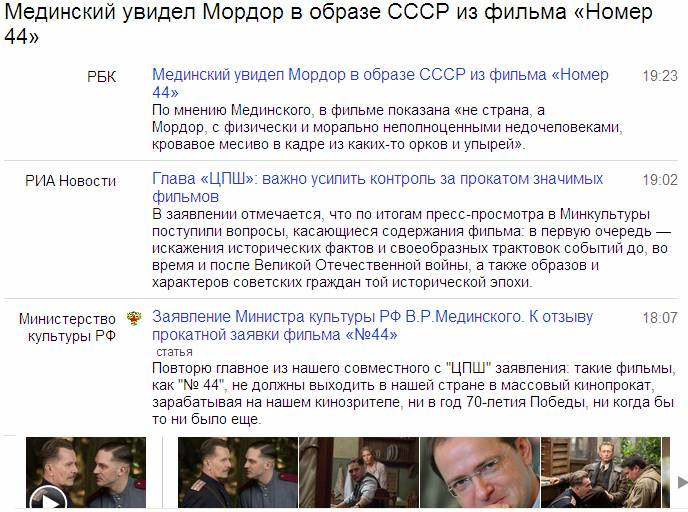 Мединский увидел Мордор в образе СССР из фильма «Номер
44»
РБК
Мединский увидел Мордор в образе СССР из фильма «Номер
44»
19:23
По мнению Мединского, в фильме показана «не страна, а
Мордор, с физически и морально неполноценными недочеловеками,
кровавое месиво в кадре из каких-то орков и упырей».
РИА Новости
Глава «ЦПШ»: важно усилить контроль за прокатом значимых
фильмов
19:02
В заявлении отмечается, что по итогам пресс-просмотра в Минкультуры
поступили вопросы, касающиеся содержания фильма: в первую очередь —
искажения исторических фактов и своеобразных трактовок событий до, во
время и после Великой Отечественной войны, а также образов и
характеров советских граждан той исторической эпохи.
Министерство
культуры РФ
Заявление Министра культуры РФ В.Р.Мединского. К отзыву
прокатной заявки фильма «№44»
18:07
статья
Повторю главное из нашего совместного с "ЦПШ" заявления: такие фильмы,
как "№ 44", не должны выходить в нашей стране в массовый кинопрокат,
зарабатывая на нашем кинозрителе, ни в год 70-летия Победы, ни когда бы
то ни было еще.